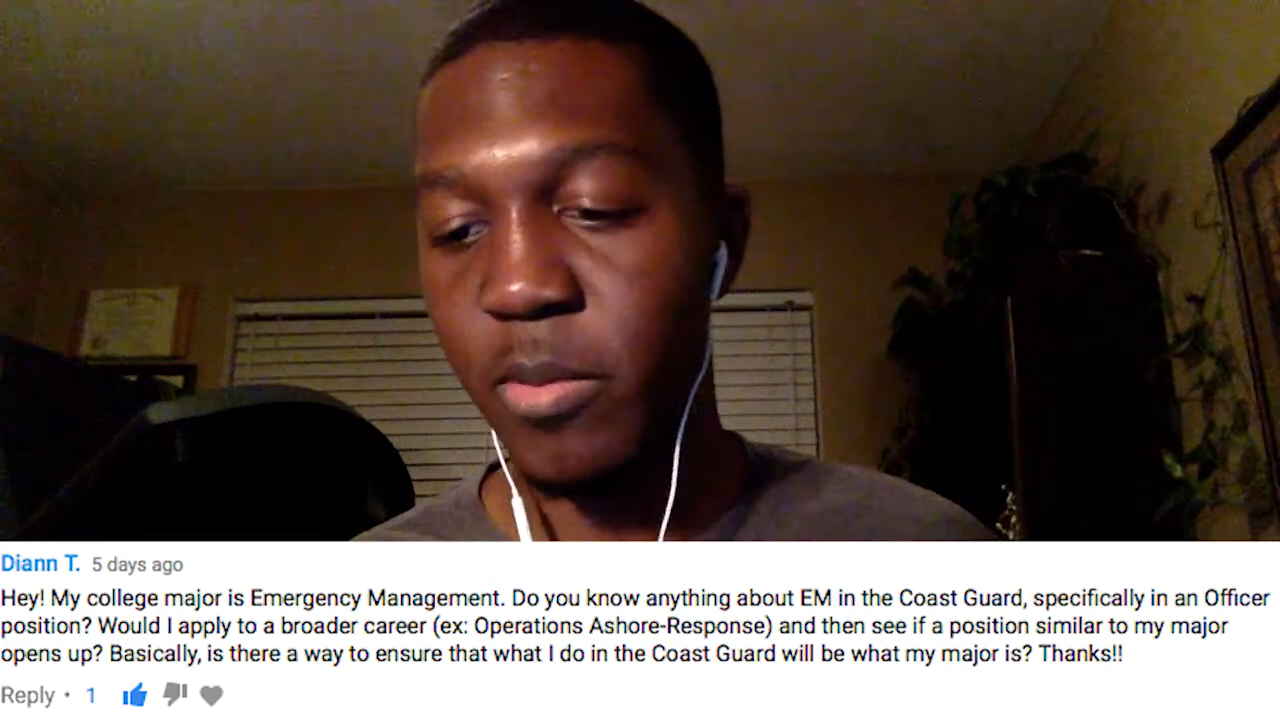 Diann T. 5 days ago
Hey! My college major is Emergency Management. Do you know anything about EM in the Coast Guard, specifically in an Officer
position? Would I apply to a broader career (ex: Operations Ashore-Response) and then see if a position similar to my major
opens up? Basically, is there a way to ensure that what I do in the Coast Guard will be what my major is? Thanks!!
Reply • 1